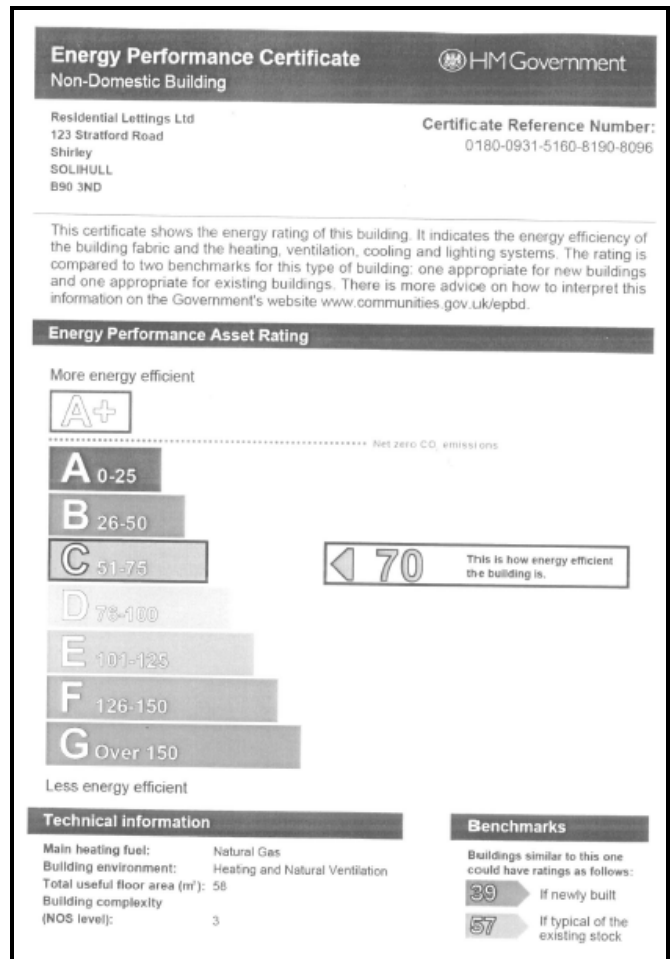 Energy Performance Certificate
Non-Domestic Building
HM Government
Residential Lettings Ltd
123 Stratford Road
Shirley
SOLIHULL
B90 3ND
Certificate Reference Number:
0180-0931-5160-8190-8096
This certificate shows the energy rating of this building. It indicates the energy efficiency of
the building fabric and the heating, ventilation, cooling and lighting systems. The rating is
compared to two benchmarks for this type of building: one appropriate for new buildings
and one appropriate for existing buildings. There is more advice on how to interpret this
information on the Government's website www.communities.gov.uk/epbd.
Energy Performance Asset Rating
More energy efficient
A+
Net zero CO₂ emissions
A 0-25
B 26-50
C 51-75
70
This is how energy efficient
the building is.
D 76-100
E 101-125
F 126-150
G Over 150
Less energy efficient
Technical information
Main heating fuel: Natural Gas
Building environment: Heating and Natural Ventilation
Total useful floor area (m²): 58
Building complexity
(NOS level): 3
Benchmarks
Buildings similar to this one
could have ratings as follows:
39 If newly built
57 If typical of the
existing stock